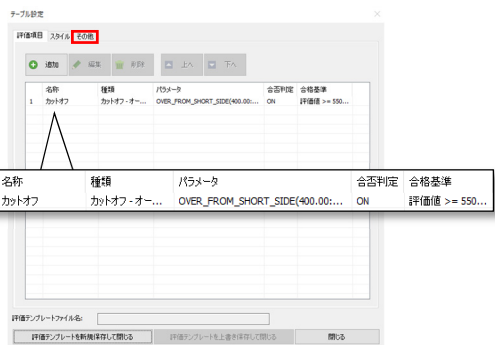 テーブル設定
評価項目 スタイル その他
追加 編集 削除 上へ 下へ
名称 種類 パラメータ 合否判定 合格基準
1 カットオフ カットオフ - オー... OVER_FROM_SHORT_SIDE(400.00:... ON 評価値 >= 550...
名称 種類 パラメータ 合否判定 合格基準
カットオフ カットオフ - オー... OVER_FROM_SHORT_SIDE(400.00:... ON 評価値 >= 550...
評価テンプレートファイル名:
評価テンプレートを新規保存して閉じる 評価テンプレートを上書き保存して閉じる 閉じる